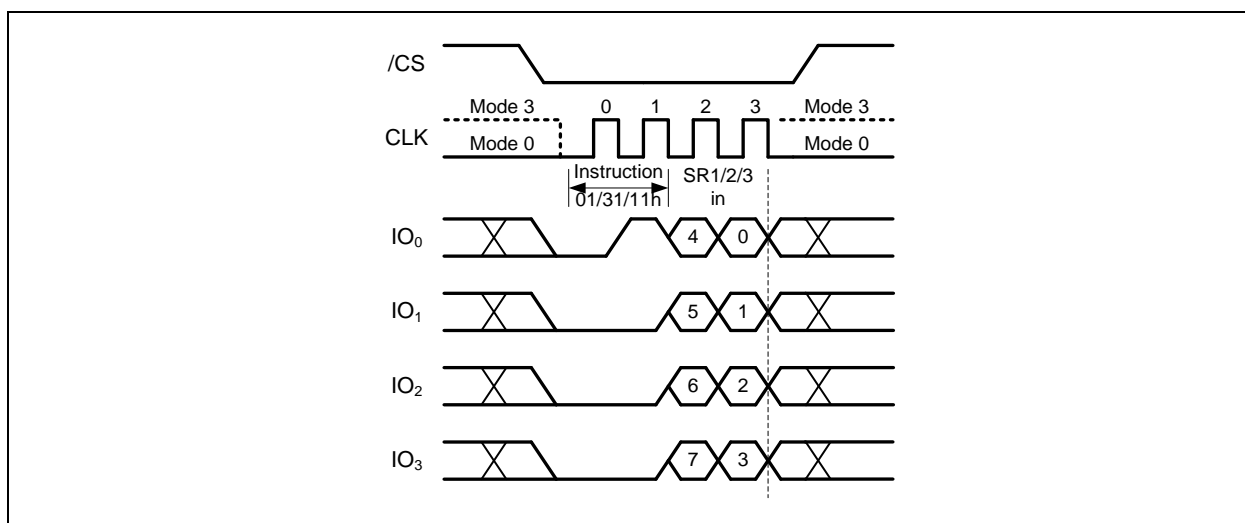 /CS
Mode 3 0 1 2 3 Mode 3
CLK
Mode 0 Mode 0
Instruction SR1/2/3
01/31/11h in
IO₀ 4 0
IO₁ 5 1
IO₂ 6 2
IO₃ 7 3